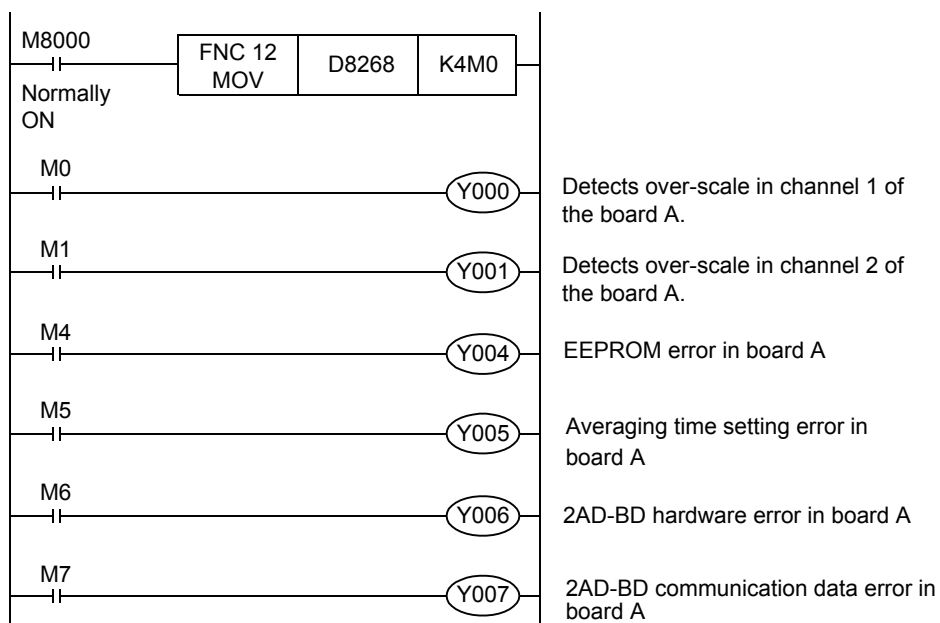 M8000
FNC 12
MOV
D8268
K4M0
Normally
ON
M0
Y000
Detects over-scale in channel 1 of
the board A.
M1
Y001
Detects over-scale in channel 2 of
the board A.
M4
Y004
EEPROM error in board A
M5
Y005
Averaging time setting error in
board A
M6
Y006
2AD-BD hardware error in board A
M7
Y007
2AD-BD communication data error in
board A